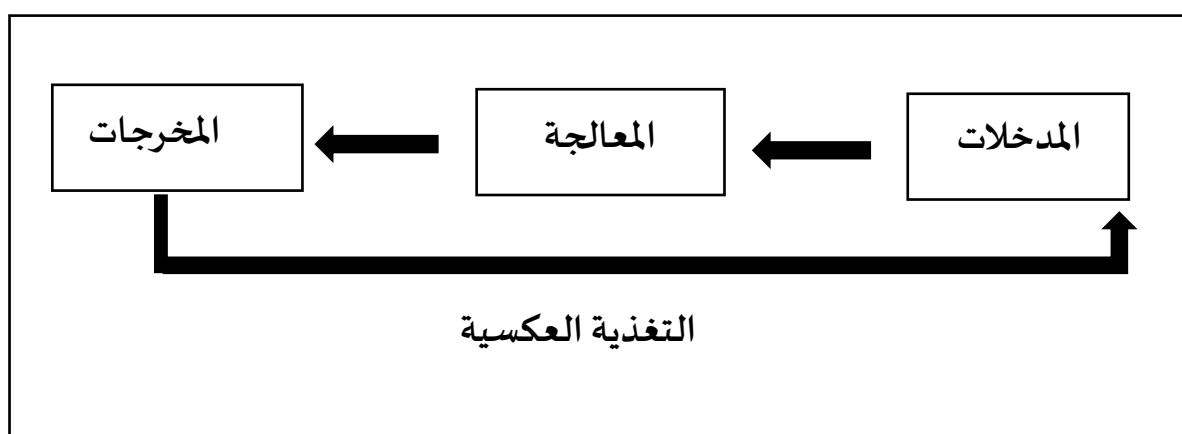 المدخلات
المعالجة
المخرجات
التغذية العكسية